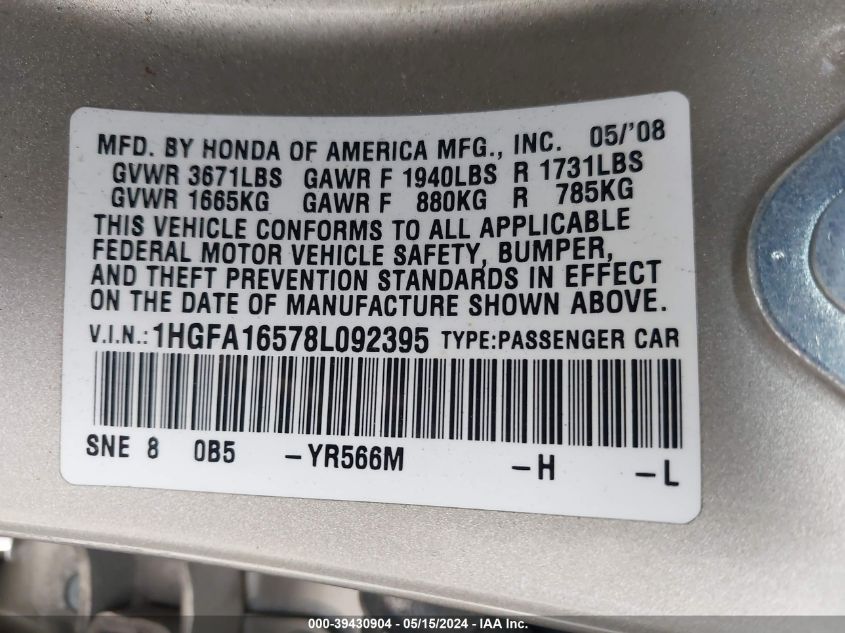 MFD. BY HONDA OF AMERICA MFG., INC. 05/'08
GVWR 3671LBS GAWR F 1940LBS R 1731LBS
GVWR 1665KG GAWR F 880KG R 785KG
THIS VEHICLE CONFORMS TO ALL APPLICABLE
FEDERAL MOTOR VEHICLE SAFETY, BUMPER,
AND THEFT PREVENTION STANDARDS IN EFFECT
ON THE DATE OF MANUFACTURE SHOWN ABOVE.
V.I.N.: 1HGFA16578L092395 TYPE:PASSENGER CAR
SNE 8 0B5 -YR566M -H -L
000-39430904 - 05/15/2024 - IAA Inc.